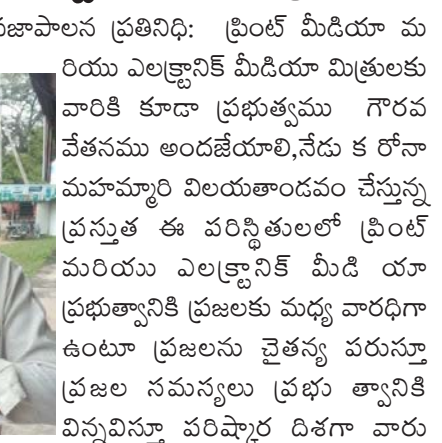 ప్రజాపాలన ప్రతినిధి: ప్రింట్ మీడియా మ
రియు ఎలక్ట్రానిక్ మీడియా మిత్రులకు
వారికి కూడా ప్రభుత్వము గౌరవ
వేతనము అందజేయాలి,నేడు క రోనా
మహమ్మారి విలయతాండవం చేస్తున్న
ప్రస్తుత ఈ పరిస్థితులలో ప్రింట్
మరియు ఎలక్ట్రానిక్ మీడి యా
ప్రభుత్వానికి ప్రజలకు మధ్య వారధిగా
ఉంటూ ప్రజలను చైతన్య పరుస్తూ
ప్రజల సమస్యలు ప్రభు త్వానికి
విన్నవిస్తూ పరిష్కార దిశగా వారు